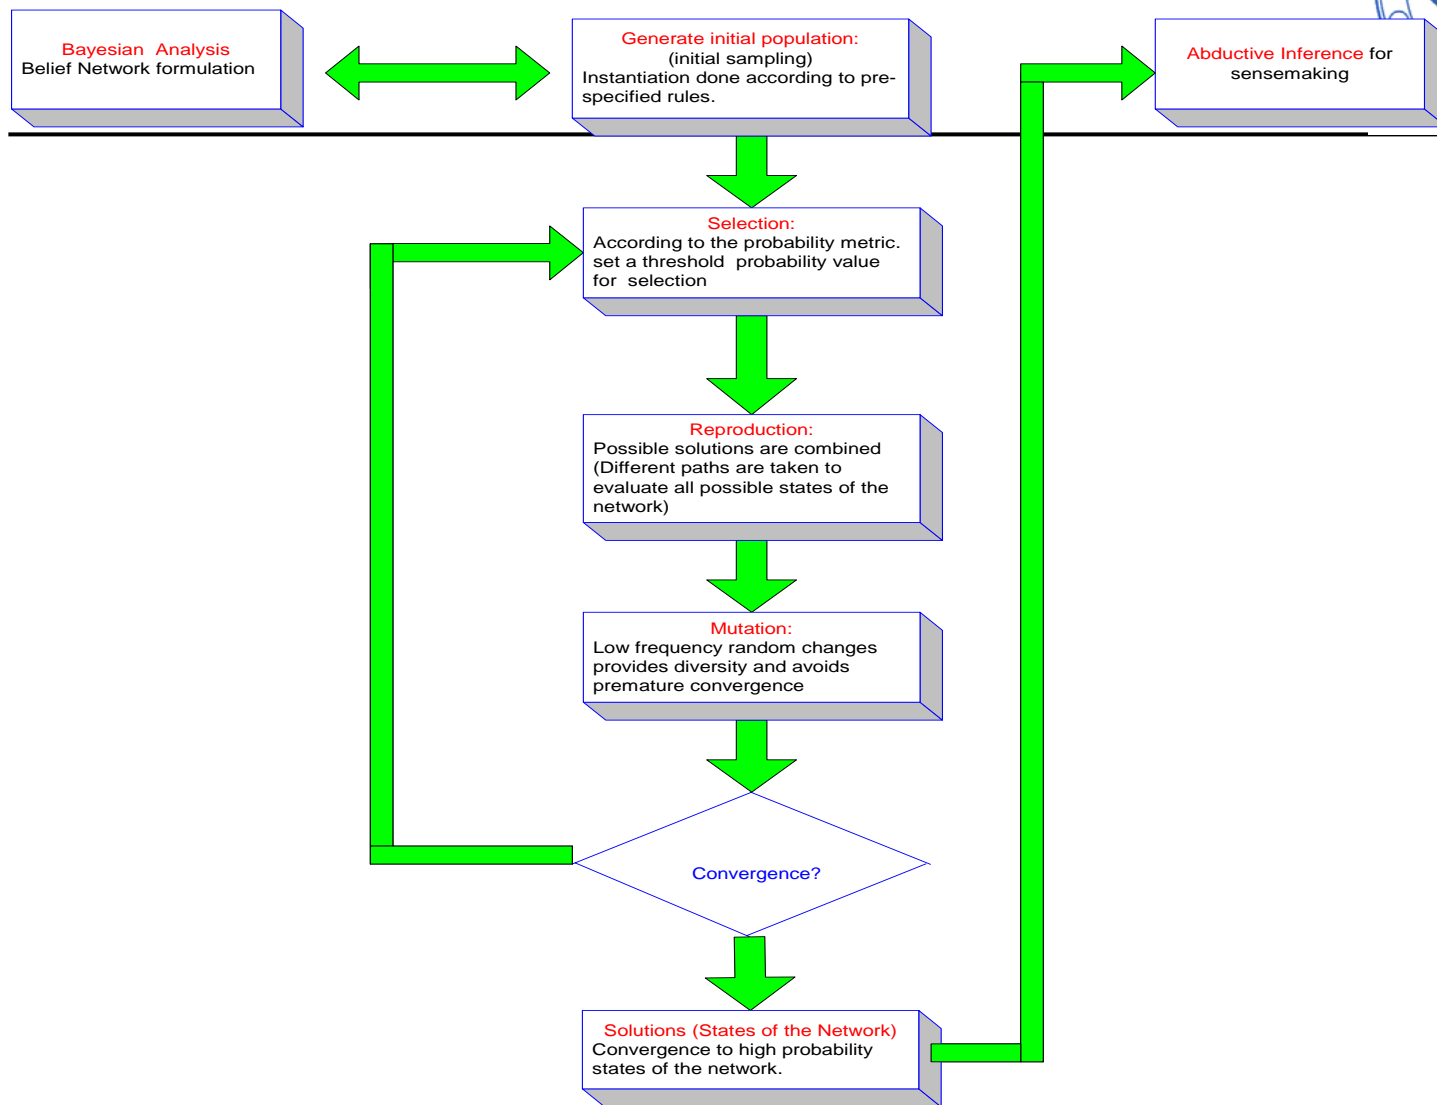 Bayesian Analysis
Belief Network formulation
Generate initial population:
(initial sampling)
Instantiation done according to pre-
specified rules.
Abductive Inference for
sensemaking
Selection:
According to the probability metric.
set a threshold probability value
for selection
Reproduction:
Possible solutions are combined
(Different paths are taken to
evaluate all possible states of the
network)
Mutation:
Low frequency random changes
provides diversity and avoids
premature convergence
Convergence?
Solutions (States of the Network)
Convergence to high probability
states of the network.